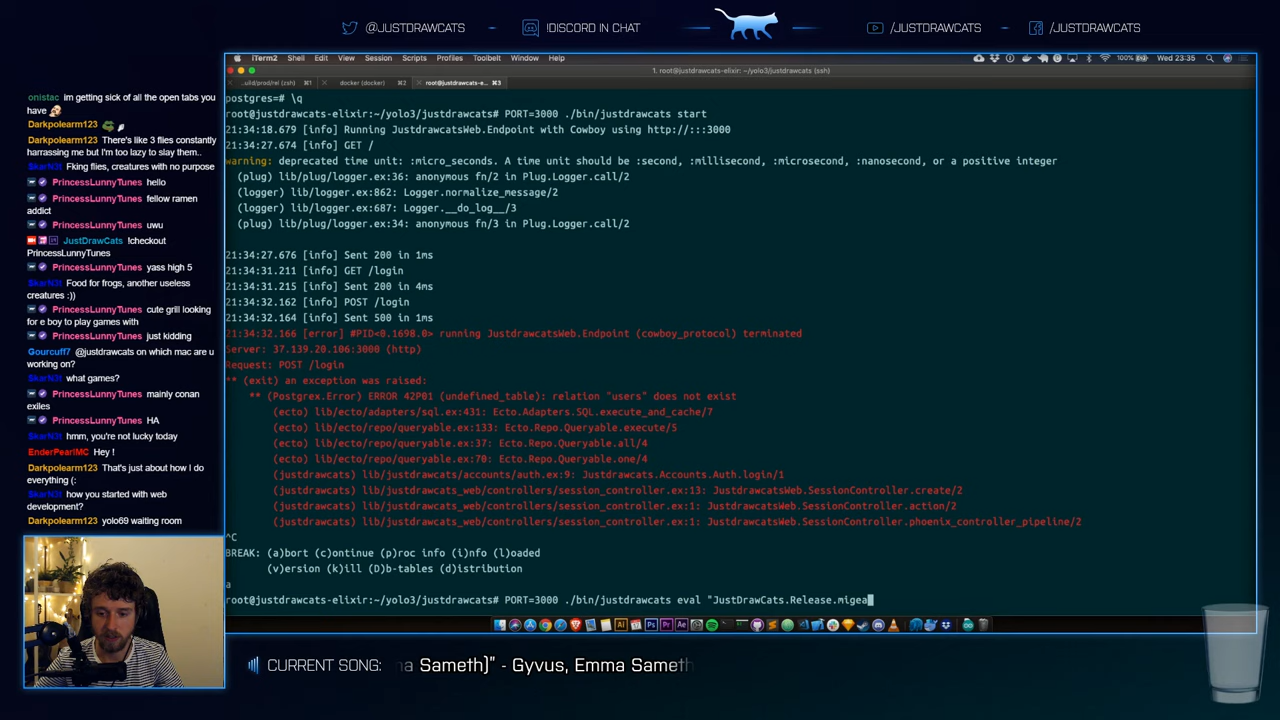 @JUSTDRAWCATS
!DISCORD IN CHAT
/JUSTDRAWCATS
/JUSTDRAWCATS
iTerm2 Shell Edit View Session Scripts Profiles Toolbelt Window Help
100% Wed 23:35
1. root@justdrawcats-elixir: ~/yolo3/justdrawcats (ssh)
..uild/prod/rel (zsh) ⌘1
docker (docker) ⌘2
root@justdrawcats-e... ⌘3
onistac im getting sick of all the open tabs you
have
Darkpolearm123
Darkpolearm123 There's like 3 flies constantly
harrassing me but I'm too lazy to slay them..
$karN3t Fking flies, creatures with no purpose
PrincessLunnyTunes hello
PrincessLunnyTunes fellow ramen
addict
PrincessLunnyTunes uwu
JustDrawCats !checkout
PrincessLunnyTunes
PrincessLunnyTunes yass high 5
$karN3t Food for frogs, another useless
creatures :))
PrincessLunnyTunes cute grill looking
for e boy to play games with
PrincessLunnyTunes just kidding
Gourcuff7 @justdrawcats on which mac are u
working on?
$karN3t what games?
PrincessLunnyTunes mainly conan
exiles
PrincessLunnyTunes HA
$karN3t hmm, you're not lucky today
EnderPearlMC Hey !
Darkpolearm123 That's just about how I do
everything (:
$karN3t how you started with web
development?
Darkpolearm123 yolo69 waiting room
postgres=# \q
root@justdrawcats-elixir:~/yolo3/justdrawcats# PORT=3000 ./bin/justdrawcats start
21:34:18.679 [info] Running JustdrawcatsWeb.Endpoint with Cowboy using http://:::3000
21:34:27.674 [info] GET /
warning: deprecated time unit: :micro_seconds. A time unit should be :second, :millisecond, :microsecond, :nanosecond, or a positive integer
(plug) lib/plug/logger.ex:36: anonymous fn/2 in Plug.Logger.call/2
(logger) lib/logger.ex:862: Logger.normalize_message/2
(logger) lib/logger.ex:687: Logger.__do_log__/3
(plug) lib/plug/logger.ex:34: anonymous fn/3 in Plug.Logger.call/2
21:34:27.676 [info] Sent 200 in 1ms
21:34:31.211 [info] GET /login
21:34:31.215 [info] Sent 200 in 4ms
21:34:32.162 [info] POST /login
21:34:32.164 [info] Sent 500 in 1ms
21:34:32.166 [error] #PID<0.1698.0> running JustdrawcatsWeb.Endpoint (cowboy_protocol) terminated
Server: 37.139.20.106:3000 (http)
Request: POST /login
** (exit) an exception was raised:
** (Postgrex.Error) ERROR 42P01 (undefined_table): relation "users" does not exist
(ecto) lib/ecto/adapters/sql.ex:431: Ecto.Adapters.SQL.execute_and_cache/7
(ecto) lib/ecto/repo/queryable.ex:133: Ecto.Repo.Queryable.execute/5
(ecto) lib/ecto/repo/queryable.ex:37: Ecto.Repo.Queryable.all/4
(ecto) lib/ecto/repo/queryable.ex:70: Ecto.Repo.Queryable.one/4
(justdrawcats) lib/justdrawcats/accounts/auth.ex:9: Justdrawcats.Accounts.Auth.login/1
(justdrawcats) lib/justdrawcats_web/controllers/session_controller.ex:13: JustdrawcatsWeb.SessionController.create/2
(justdrawcats) lib/justdrawcats_web/controllers/session_controller.ex:1: JustdrawcatsWeb.SessionController.action/2
(justdrawcats) lib/justdrawcats_web/controllers/session_controller.ex:1: JustdrawcatsWeb.SessionController.phoenix_controller_pipeline/2
^C
BREAK: (a)bort (c)ontinue (p)roc info (i)nfo (l)oaded
(v)ersion (k)ill (D)b-tables (d)istribution
a
root@justdrawcats-elixir:~/yolo3/justdrawcats# PORT=3000 ./bin/justdrawcats eval "JustDrawCats.Release.migea
CURRENT SONG: na Sameth)" - Gyvus, Emma Sameth